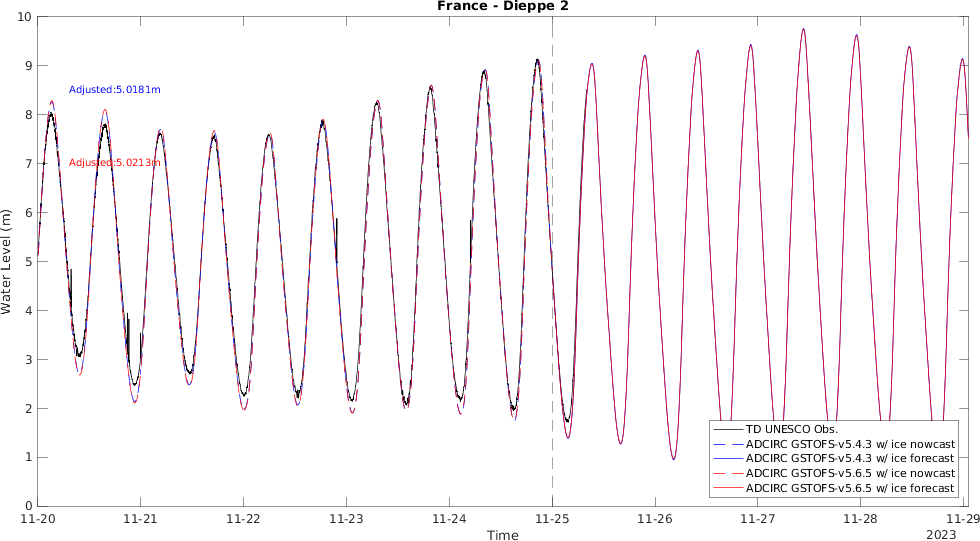 France - Dieppe 2
10
9
8
7
6
5
4
3
2
1
0
Water Level (m)
Adjusted:5.0181m
Adjusted:5.0213m
TD UNESCO Obs.
ADCIRC GSTOFS-v5.4.3 w/ ice nowcast
ADCIRC GSTOFS-v5.4.3 w/ ice forecast
ADCIRC GSTOFS-v5.6.5 w/ ice nowcast
ADCIRC GSTOFS-v5.6.5 w/ ice forecast
11-20 11-21 11-22 11-23 11-24 11-25 11-26 11-27 11-28 11-29
Time
2023